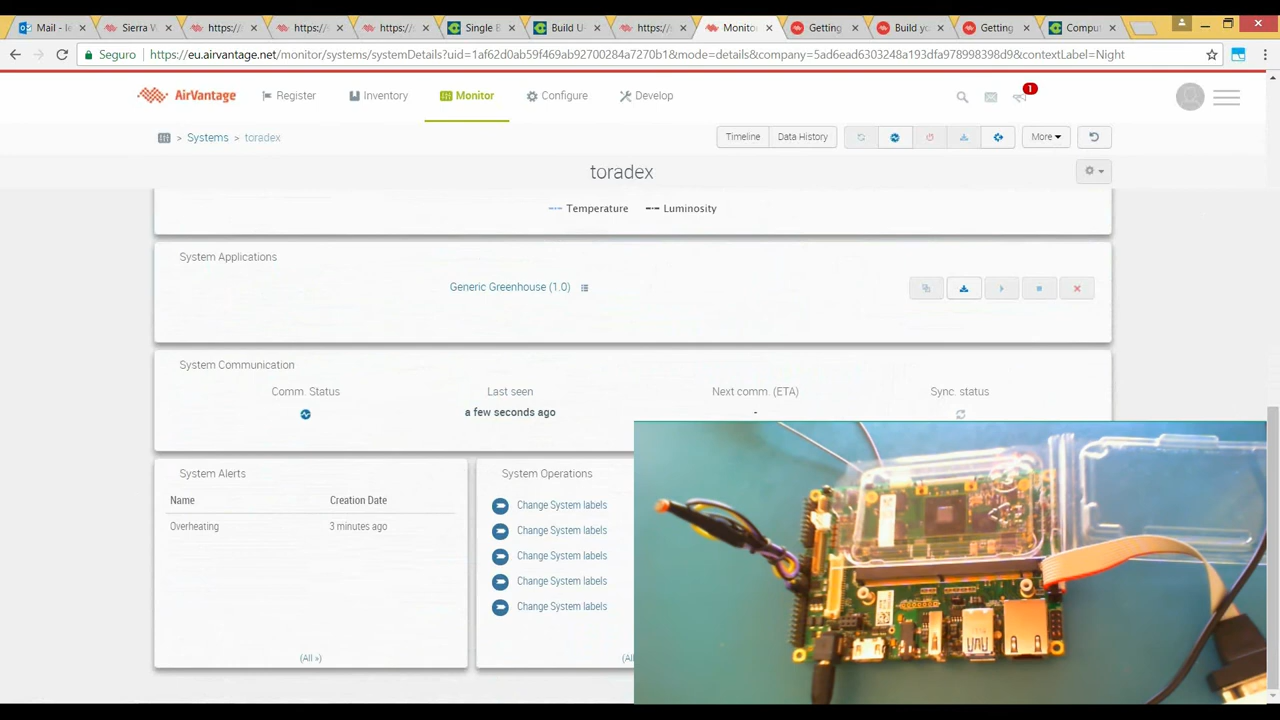 Mail - le
Sierra W
https://
https://
https://
Single B
Build U
https://
Monitor
Getting
Build yo
Getting
Comput
Seguro https://eu.airvantage.net/monitor/systems/systemDetails?uid=1af62d0ab59f469ab92700284a7270b1&mode=details&company=5ad6ead6303248a193dfa978998398d9&contextLabel=Night
AirVantage Register Inventory Monitor Configure Develop 1
> Systems > toradex Timeline Data History More
toradex
Temperature Luminosity
System Applications
Generic Greenhouse (1.0)
System Communication
Comm. Status Last seen Next comm. (ETA) Sync. status
a few seconds ago -
System Alerts System Operations
Name Creation Date
Overheating 3 minutes ago
Change System labels
Change System labels
Change System labels
Change System labels
Change System labels
(All ») (Al